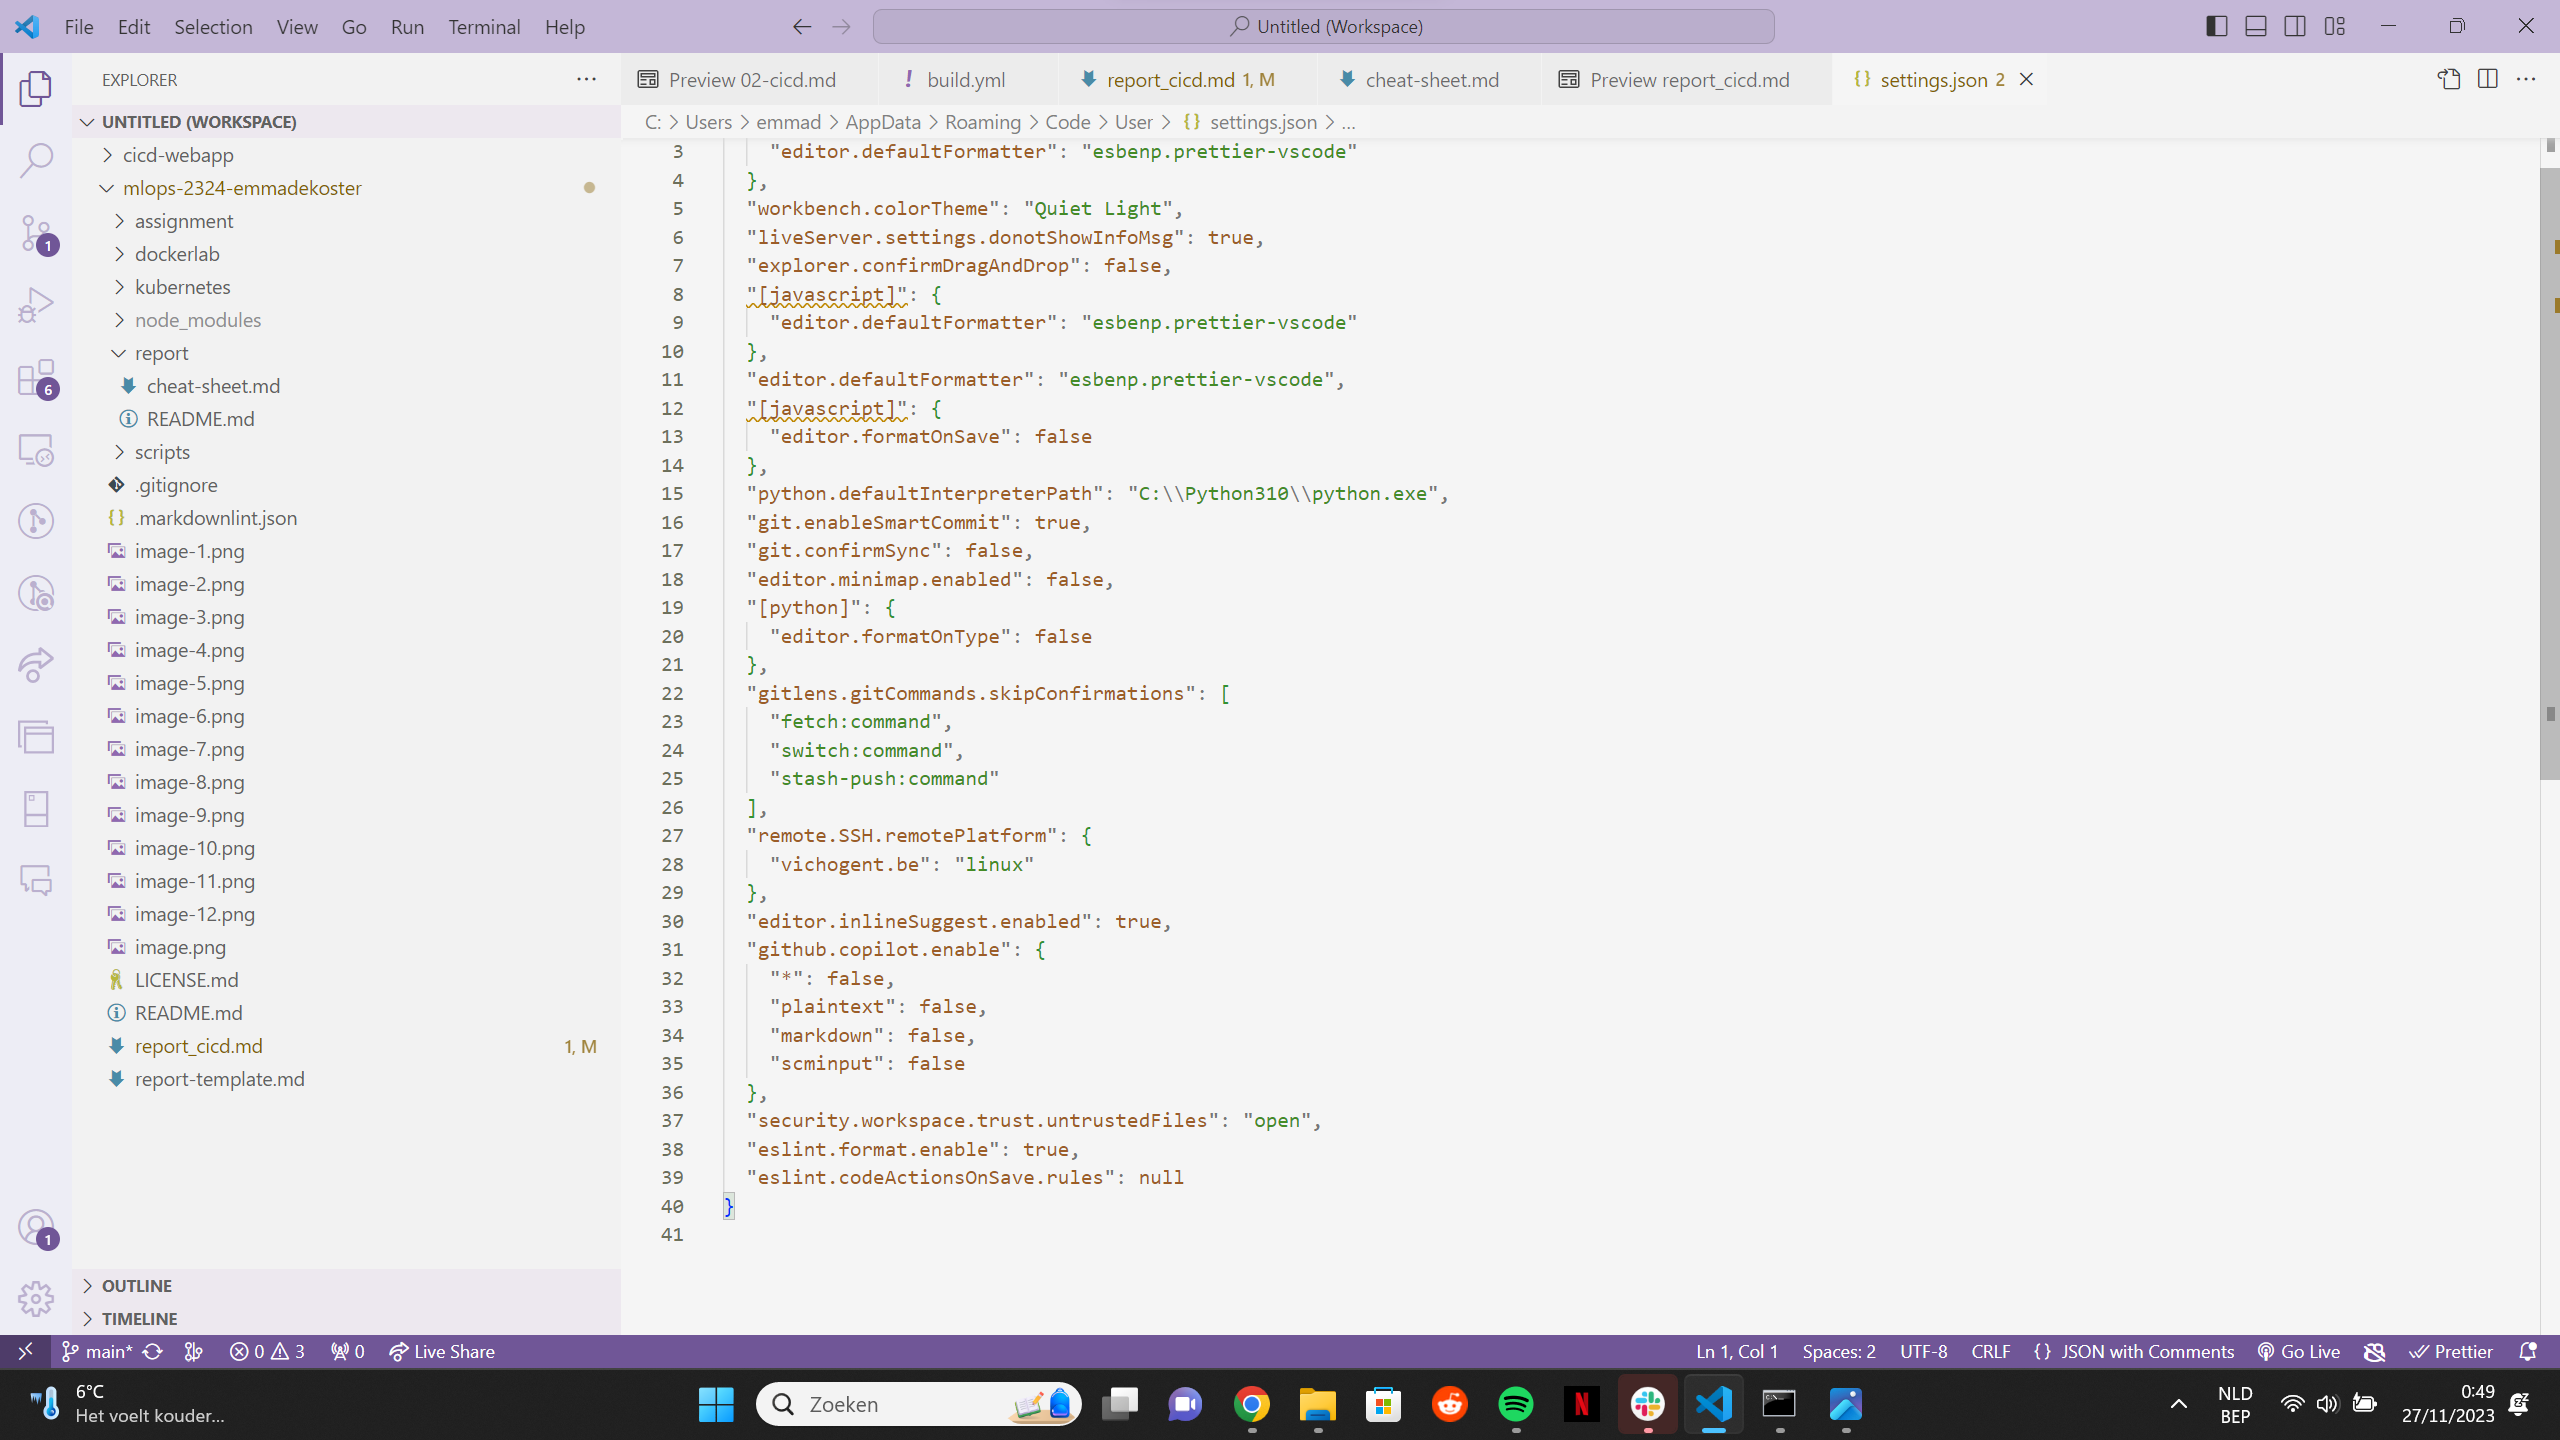 File Edit Selection View Go Run Terminal Help
Untitled (Workspace)
EXPLORER
UNTITLED (WORKSPACE)
cicd-webapp
mlops-2324-emmadekoster
assignment
dockerlab
kubernetes
node_modules
report
cheat-sheet.md
README.md
scripts
.gitignore
.markdownlint.json
image-1.png
image-2.png
image-3.png
image-4.png
image-5.png
image-6.png
image-7.png
image-8.png
image-9.png
image-10.png
image-11.png
image-12.png
image.png
LICENSE.md
README.md
report_cicd.md 1, M
report-template.md
OUTLINE
TIMELINE
1
6
1
Preview 02-cicd.md ! build.yml report_cicd.md 1, M cheat-sheet.md Preview report_cicd.md {} settings.json 2
C: > Users > emmad > AppData > Roaming > Code > User > {} settings.json > ...
3 "editor.defaultFormatter": "esbenp.prettier-vscode"
4 },
5 "workbench.colorTheme": "Quiet Light",
6 "liveServer.settings.donotShowInfoMsg": true,
7 "explorer.confirmDragAndDrop": false,
8 "[javascript]": {
9 "editor.defaultFormatter": "esbenp.prettier-vscode"
10 },
11 "editor.defaultFormatter": "esbenp.prettier-vscode",
12 "[javascript]": {
13 "editor.formatOnSave": false
14 },
15 "python.defaultInterpreterPath": "C:\\Python310\\python.exe",
16 "git.enableSmartCommit": true,
17 "git.confirmSync": false,
18 "editor.minimap.enabled": false,
19 "[python]": {
20 "editor.formatOnType": false
21 },
22 "gitlens.gitCommands.skipConfirmations": [
23 "fetch:command",
24 "switch:command",
25 "stash-push:command"
26 ],
27 "remote.SSH.remotePlatform": {
28 "vichogent.be": "linux"
29 },
30 "editor.inlineSuggest.enabled": true,
31 "github.copilot.enable": {
32 "*": false,
33 "plaintext": false,
34 "markdown": false,
35 "scminput": false
36 },
37 "security.workspace.trust.untrustedFiles": "open",
38 "eslint.format.enable": true,
39 "eslint.codeActionsOnSave.rules": null
40 }
41
main* 0 3 0 Live Share Ln 1, Col 1 Spaces: 2 UTF-8 CRLF {} JSON with Comments Go Live Prettier
6°C
Het voelt kouder...
Zoeken
NLD
BEP
0:49
27/11/2023